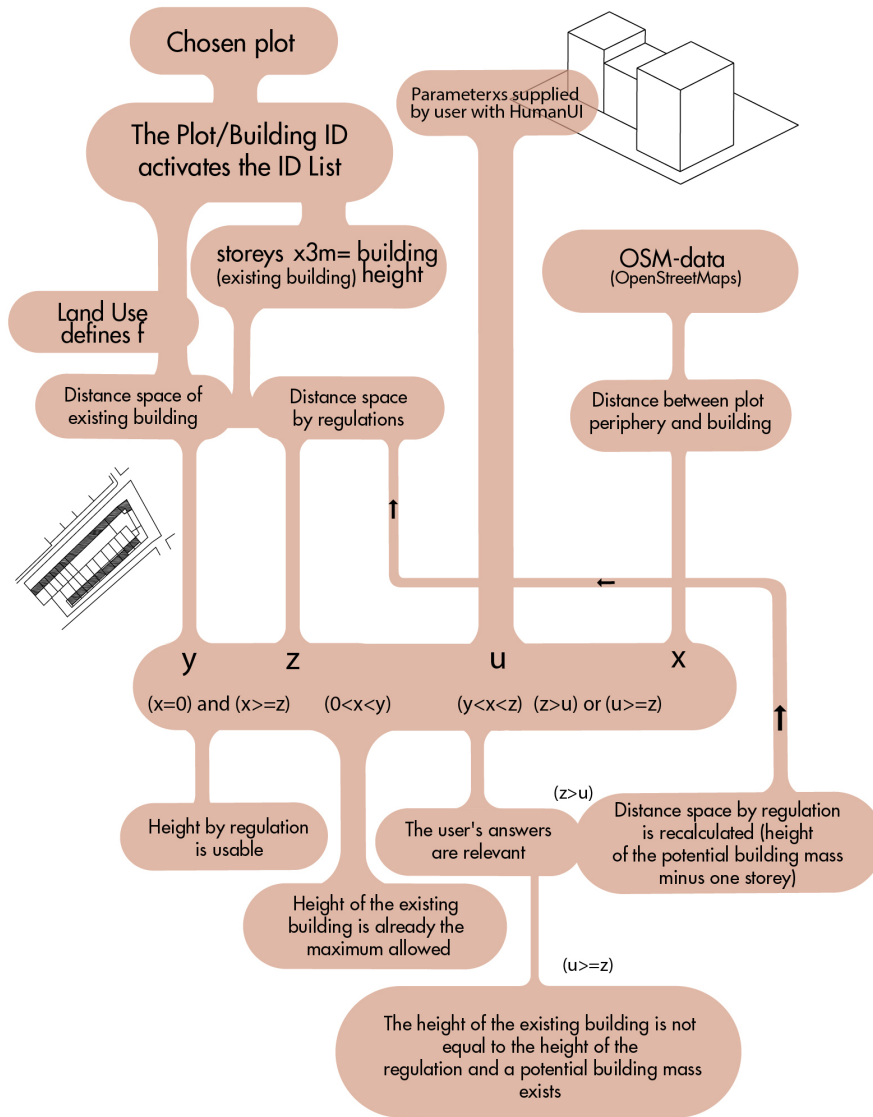 Chosen plot
The Plot/Building ID
activates the ID List
Parameterxs supplied
by user with HumanUI
storeys x3m= building
(existing building) height
OSM-data
(OpenStreetMaps)
Land Use
defines f
Distance space of
existing building
Distance space
by regulations
Distance between plot
periphery and building
y z u x
(x=0) and (x>=z) (0<x<y) (y<x<z) (z>u) or (u>=z)
(z>u)
Height by regulation
is usable
The user's answers
are relevant
Distance space by regulation
is recalculated (height
of the potential building mass
minus one storey)
Height of the existing
building is already the
maximum allowed
(u>=z)
The height of the existing building is not
equal to the height of the
regulation and a potential building mass
exists